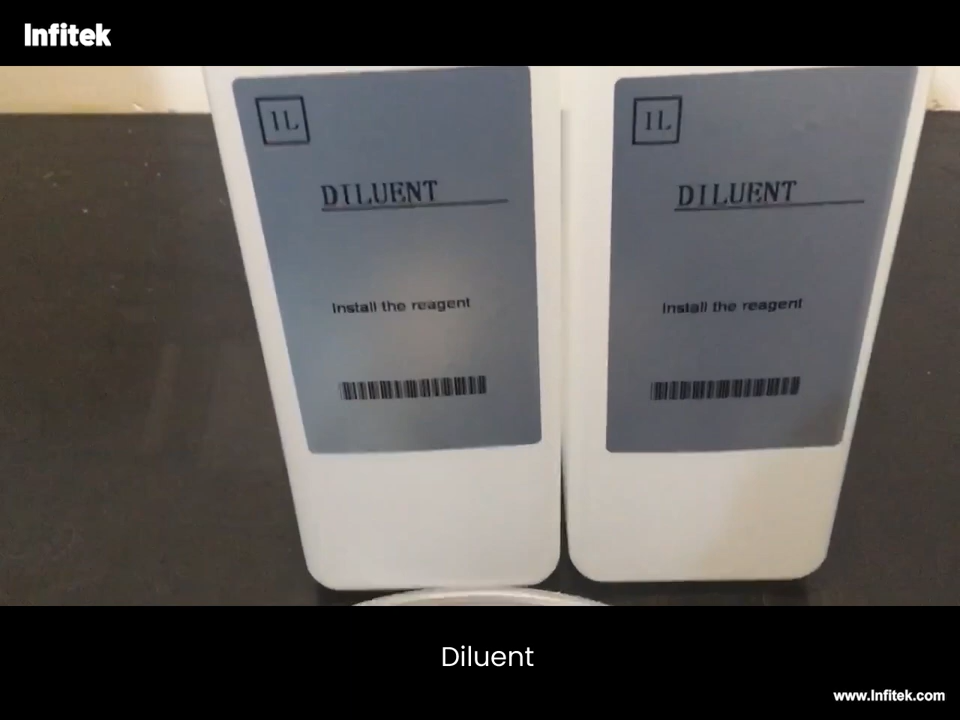 Infitek
1L
DILUENT
Install the reagent
1L
DILUENT
Install the reagent
Diluent
www.Infitek.com